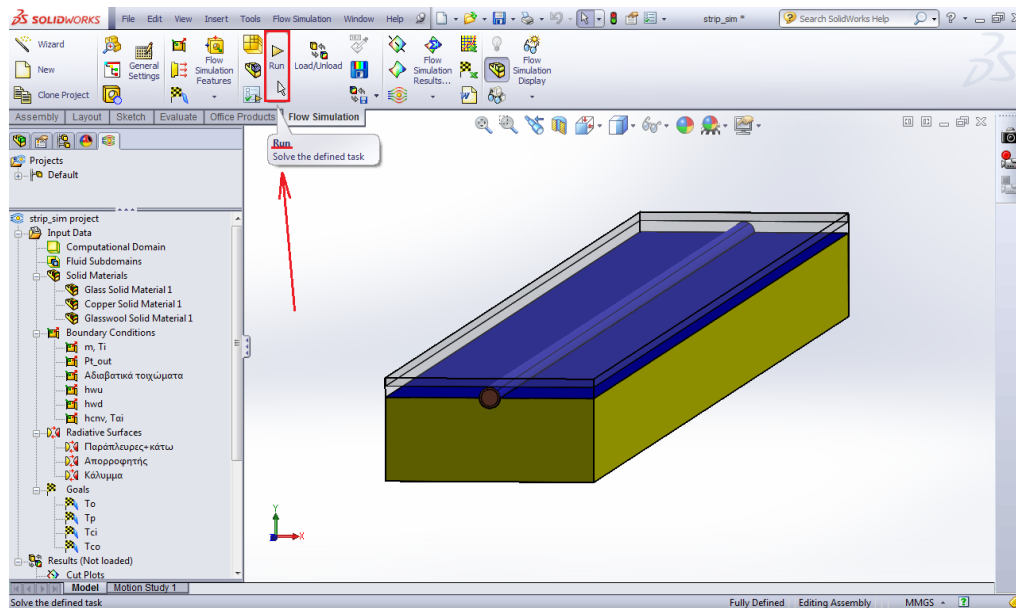 SOLIDWORKS File Edit View Insert Tools Flow Simulation Window Help strip_sim * Search SolidWorks Help
Wizard
New
Clone Project
General Settings
Flow Simulation Features
Run
Load/Unload
Flow Simulation Results...
Flow Simulation Display
Assembly Layout Sketch Evaluate Office Products Flow Simulation
Run
Solve the defined task
Projects
Default
strip_sim project
Input Data
Computational Domain
Fluid Subdomains
Solid Materials
Glass Solid Material 1
Copper Solid Material 1
Glasswool Solid Material 1
Boundary Conditions
m, Ti
Pt_out
Αδιαβατικά τοιχώματα
hwu
hwd
hcnv, Tαi
Radiative Surfaces
Παράπλευρες+κάτω
Απορροφητής
Κάλυμμα
Goals
To
Tp
Tci
Tco
Results (Not loaded)
Cut Plots
Y
X
Model Motion Study 1
Solve the defined task Fully Defined Editing Assembly MMGS